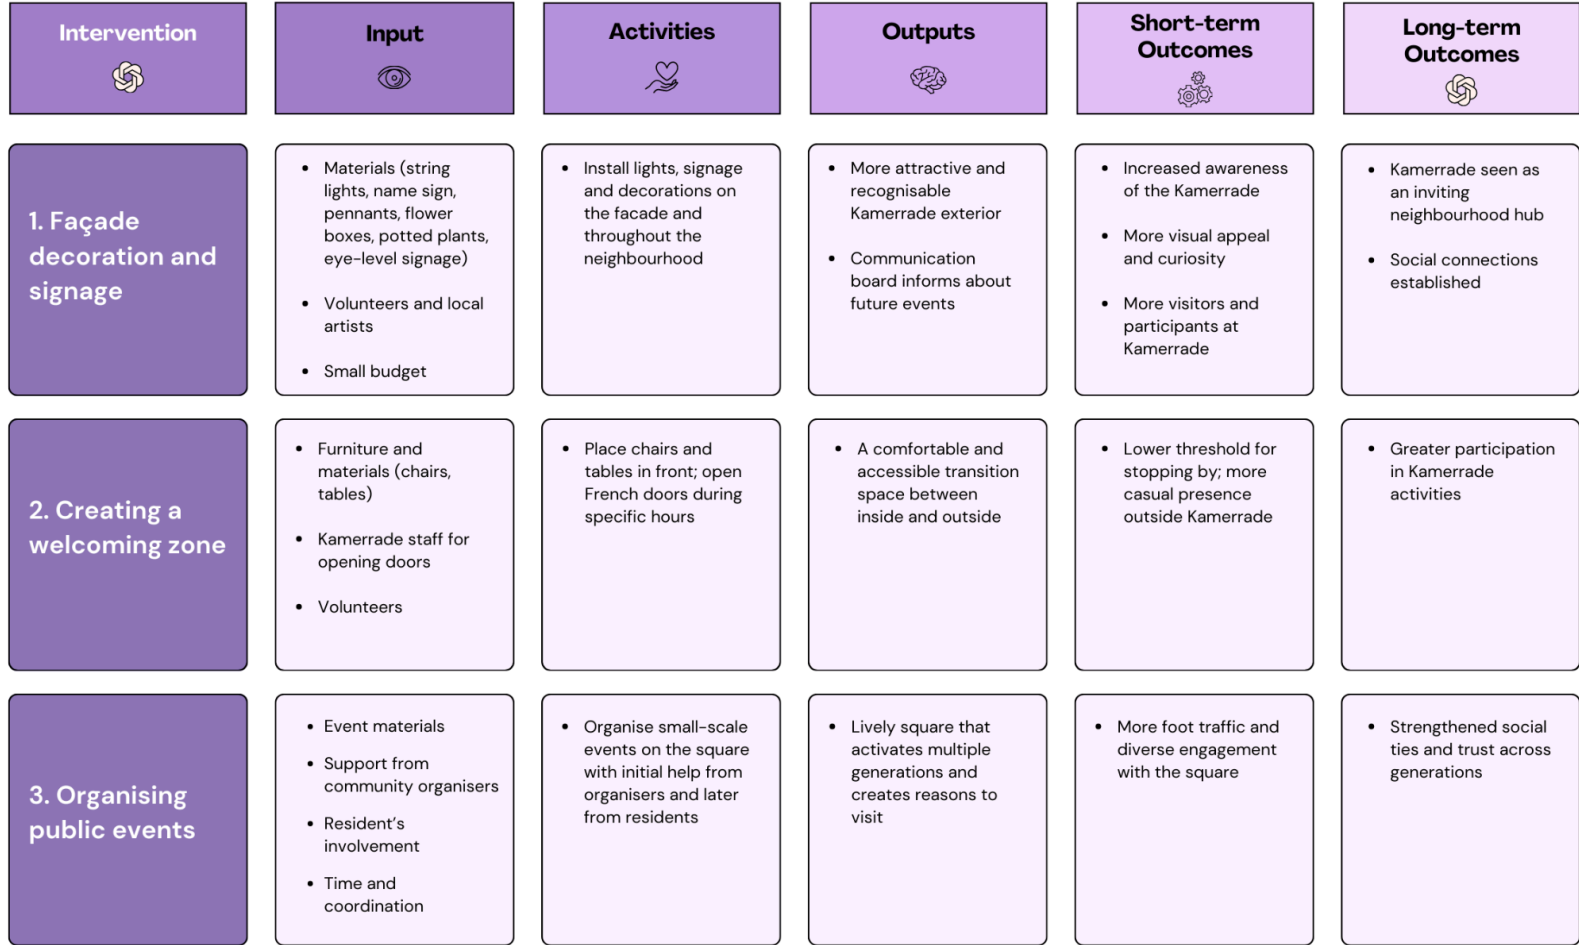 Intervention
Input
Activities
Outputs
Short-term
Outcomes
Long-term
Outcomes
1. Façade
decoration and
signage
• Materials (string
lights, name sign,
pennants, flower
boxes, potted plants,
eye-level signage)
• Volunteers and local
artists
• Small budget
• Install lights, signage
and decorations on
the facade and
throughout the
neighbourhood
• More attractive and
recognisable
Kamerrade exterior
• Communication
board informs about
future events
• Increased awareness
of the Kamerrade
• More visual appeal
and curiosity
• More visitors and
participants at
Kamerrade
• Kamerrade seen as
an inviting
neighbourhood hub
• Social connections
established
2. Creating a
welcoming zone
• Furniture and
materials (chairs,
tables)
• Kamerrade staff for
opening doors
• Volunteers
• Place chairs and
tables in front; open
French doors during
specific hours
• A comfortable and
accessible transition
space between
inside and outside
• Lower threshold for
stopping by; more
casual presence
outside Kamerrade
• Greater participation
in Kamerrade
activities
3. Organising
public events
• Event materials
• Support from
community organisers
• Resident's
involvement
• Time and
coordination
• Organise small-scale
events on the square
with initial help from
organisers and later
from residents
• Lively square that
activates multiple
generations and
creates reasons to
visit
• More foot traffic and
diverse engagement
with the square
• Strengthened social
ties and trust across
generations